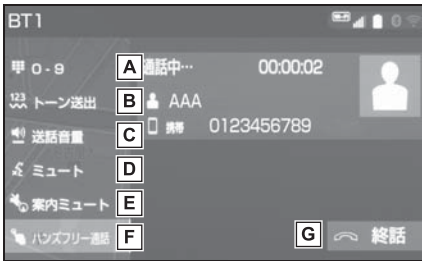 BT1
0-9
A
通話中… 00:00:02
123 トーン送出
B
AAA
送話音量
C
携帯 0123456789
ミュート
D
案内ミュート
E
ハンズフリー通話
F
G
終話